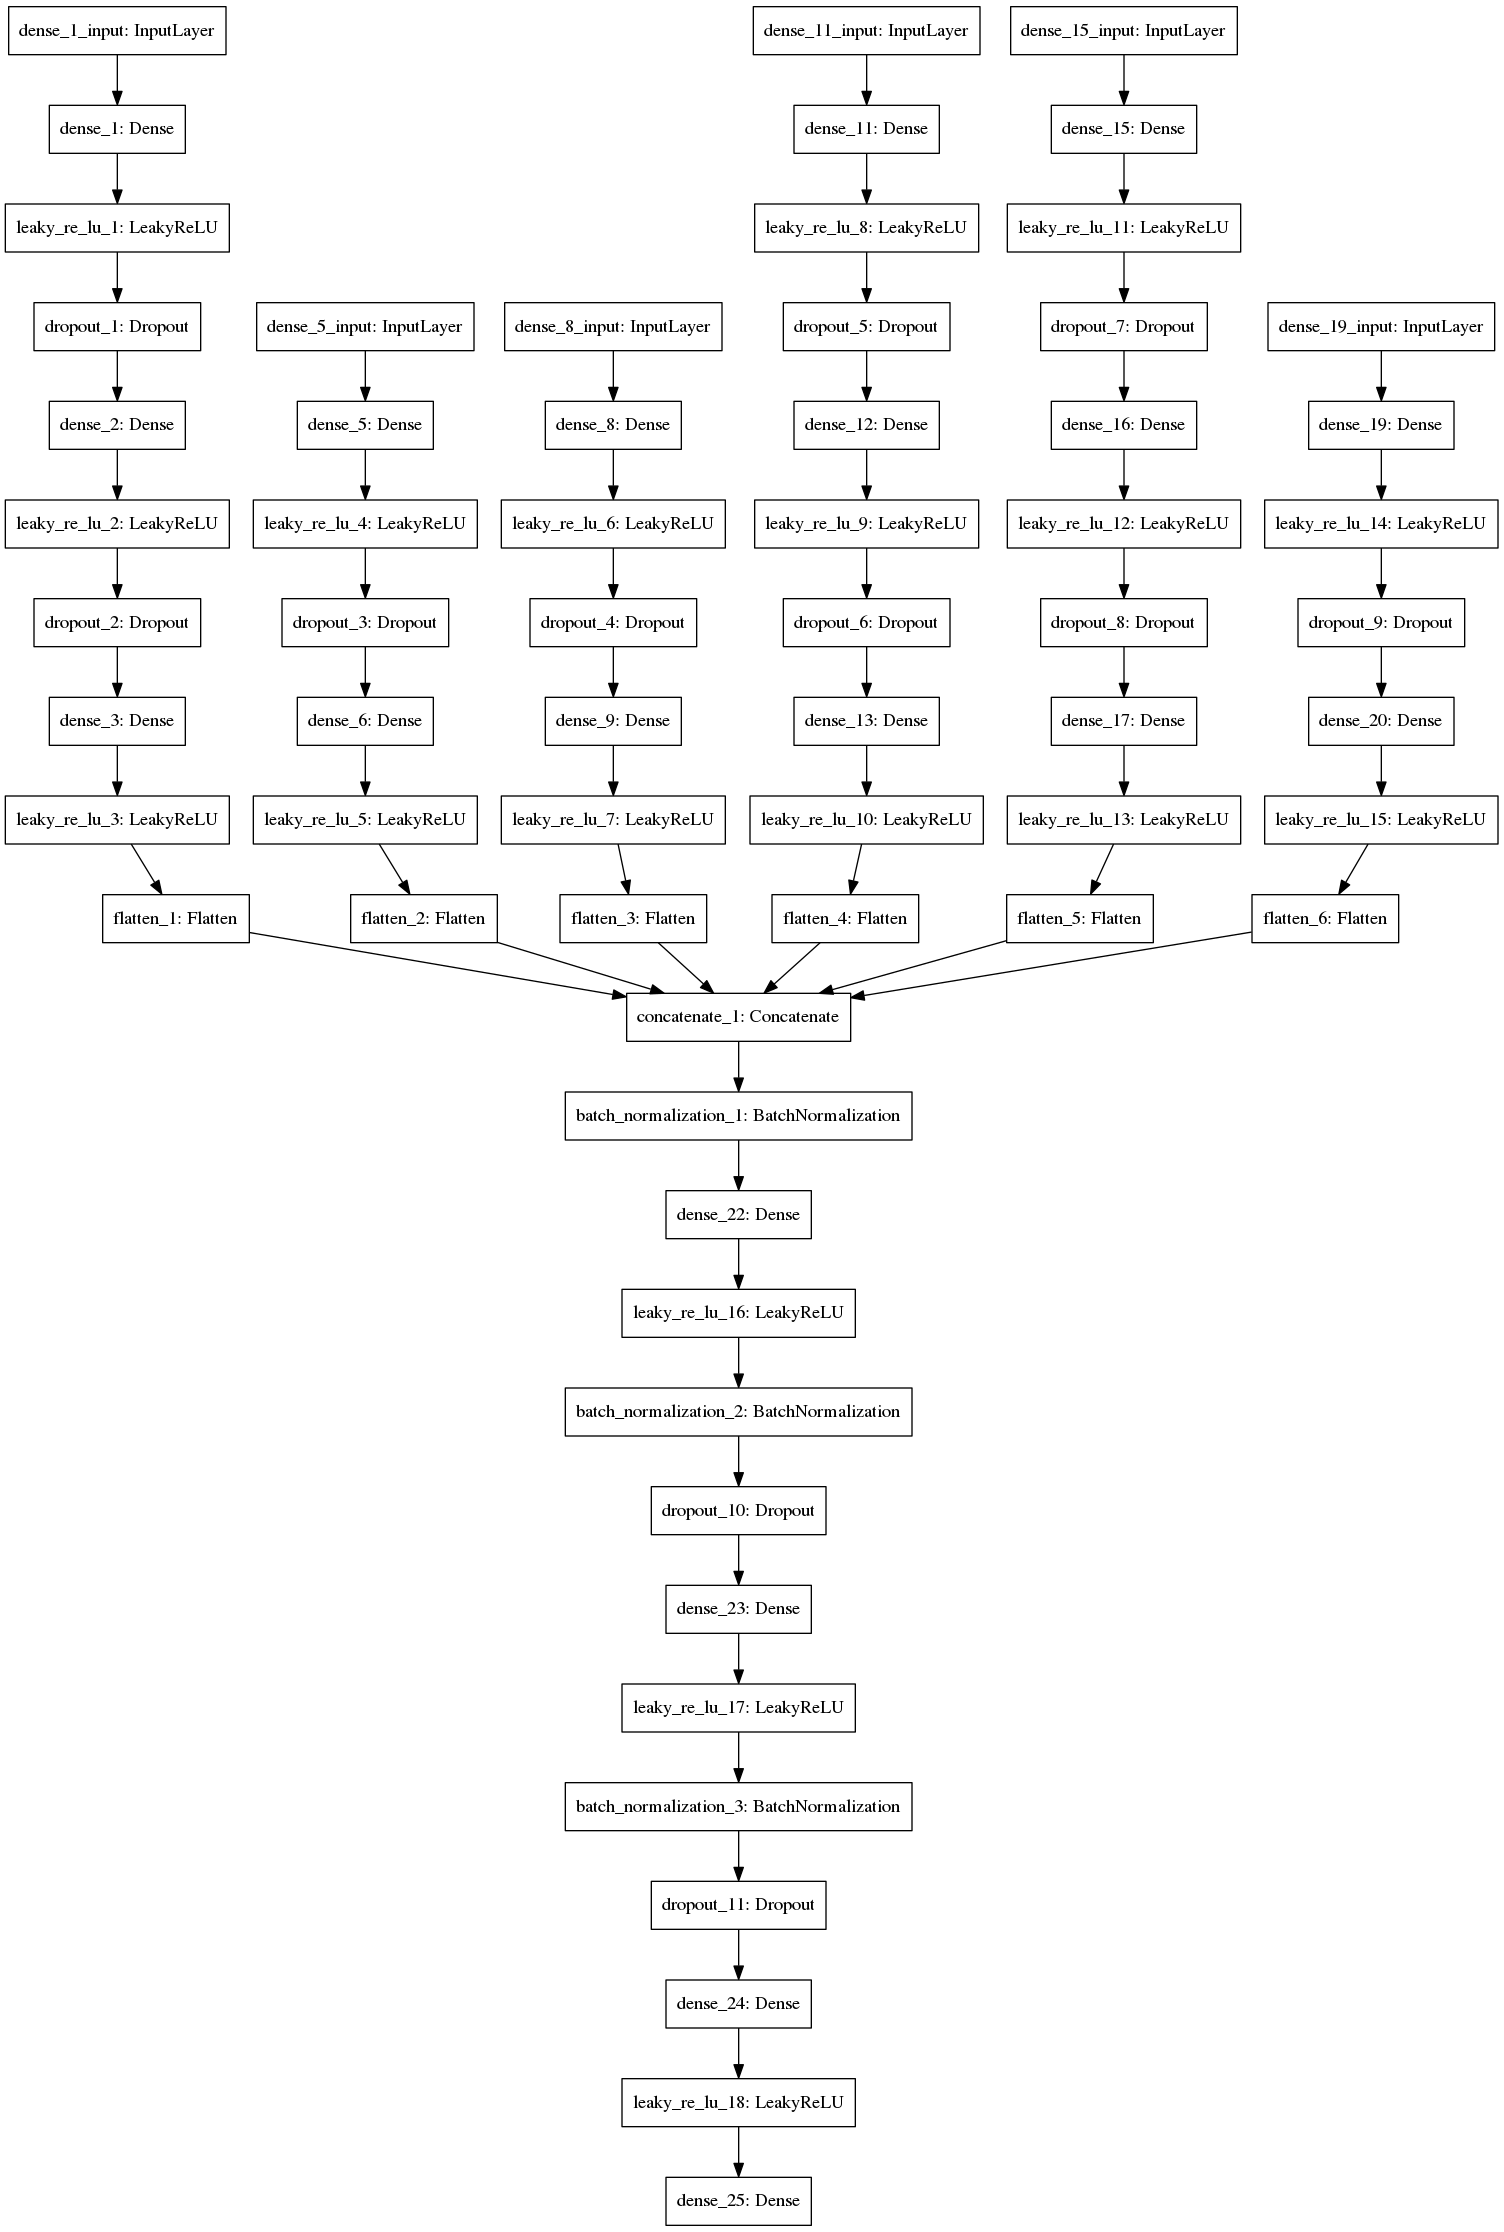 dense_1_input: InputLayer
dense_11_input: InputLayer
dense_15_input: InputLayer
dense_1: Dense
dense_11: Dense
dense_15: Dense
leaky_re_lu_1: LeakyReLU
leaky_re_lu_8: LeakyReLU
leaky_re_lu_11: LeakyReLU
dropout_1: Dropout
dense_5_input: InputLayer
dense_8_input: InputLayer
dropout_5: Dropout
dropout_7: Dropout
dense_19_input: InputLayer
dense_2: Dense
dense_5: Dense
dense_8: Dense
dense_12: Dense
dense_16: Dense
dense_19: Dense
leaky_re_lu_2: LeakyReLU
leaky_re_lu_4: LeakyReLU
leaky_re_lu_6: LeakyReLU
leaky_re_lu_9: LeakyReLU
leaky_re_lu_12: LeakyReLU
leaky_re_lu_14: LeakyReLU
dropout_2: Dropout
dropout_3: Dropout
dropout_4: Dropout
dropout_6: Dropout
dropout_8: Dropout
dropout_9: Dropout
dense_3: Dense
dense_6: Dense
dense_9: Dense
dense_13: Dense
dense_17: Dense
dense_20: Dense
leaky_re_lu_3: LeakyReLU
leaky_re_lu_5: LeakyReLU
leaky_re_lu_7: LeakyReLU
leaky_re_lu_10: LeakyReLU
leaky_re_lu_13: LeakyReLU
leaky_re_lu_15: LeakyReLU
flatten_1: Flatten
flatten_2: Flatten
flatten_3: Flatten
flatten_4: Flatten
flatten_5: Flatten
flatten_6: Flatten
concatenate_1: Concatenate
batch_normalization_1: BatchNormalization
dense_22: Dense
leaky_re_lu_16: LeakyReLU
batch_normalization_2: BatchNormalization
dropout_10: Dropout
dense_23: Dense
leaky_re_lu_17: LeakyReLU
batch_normalization_3: BatchNormalization
dropout_11: Dropout
dense_24: Dense
leaky_re_lu_18: LeakyReLU
dense_25: Dense